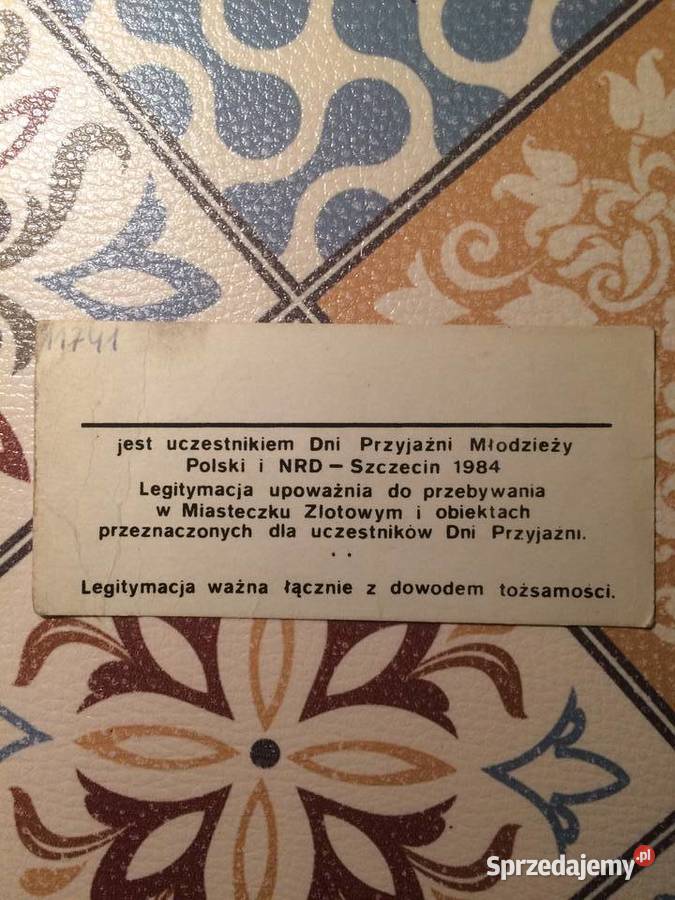 11741
jest uczestnikiem Dni Przyjaźni Młodzieży
Polski i NRD – Szczecin 1984
Legitymacja upoważnia do przebywania
w Miasteczku Zlotowym i obiektach
przeznaczonych dla uczestników Dni Przyjaźni.
Legitymacja ważna łącznie z dowodem tożsamości.
Sprzedajemy.pl